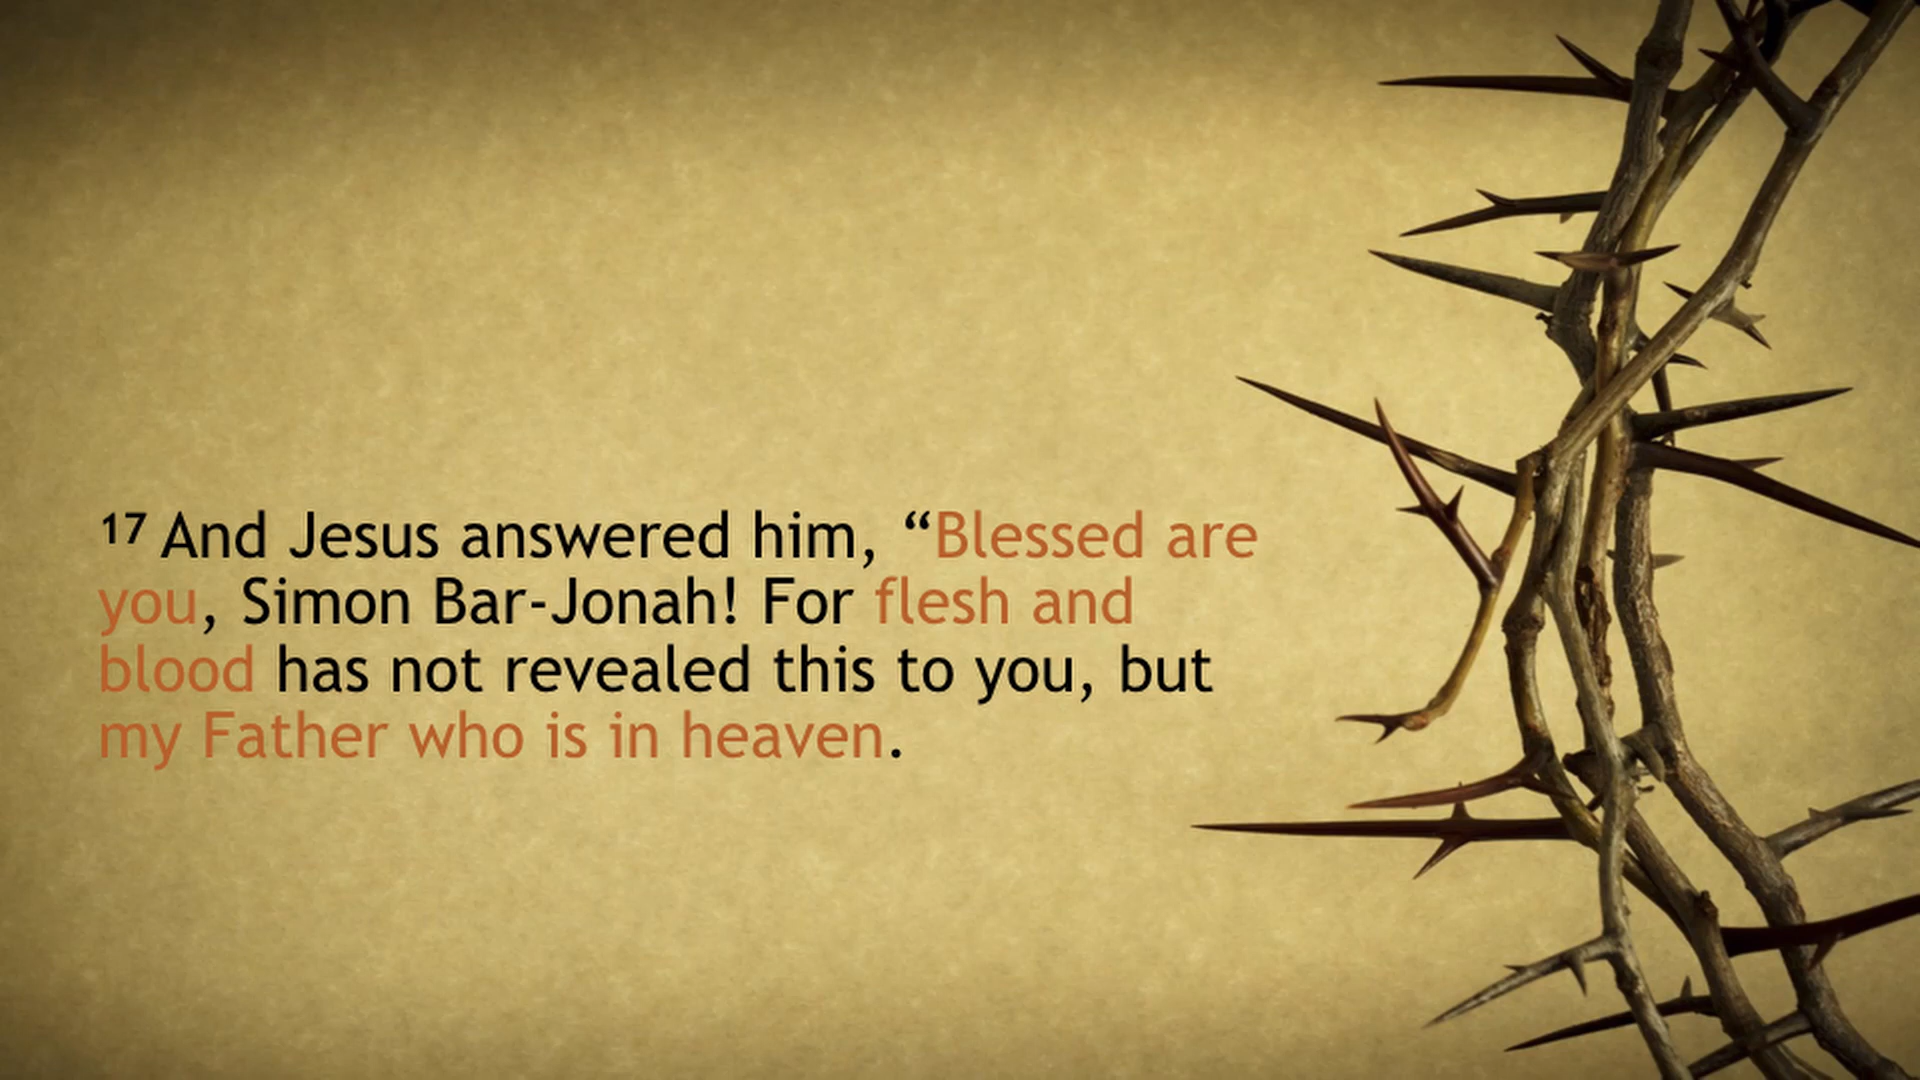 ¹⁷ And Jesus answered him, “Blessed are
you, Simon Bar-Jonah! For flesh and
blood has not revealed this to you, but
my Father who is in heaven.